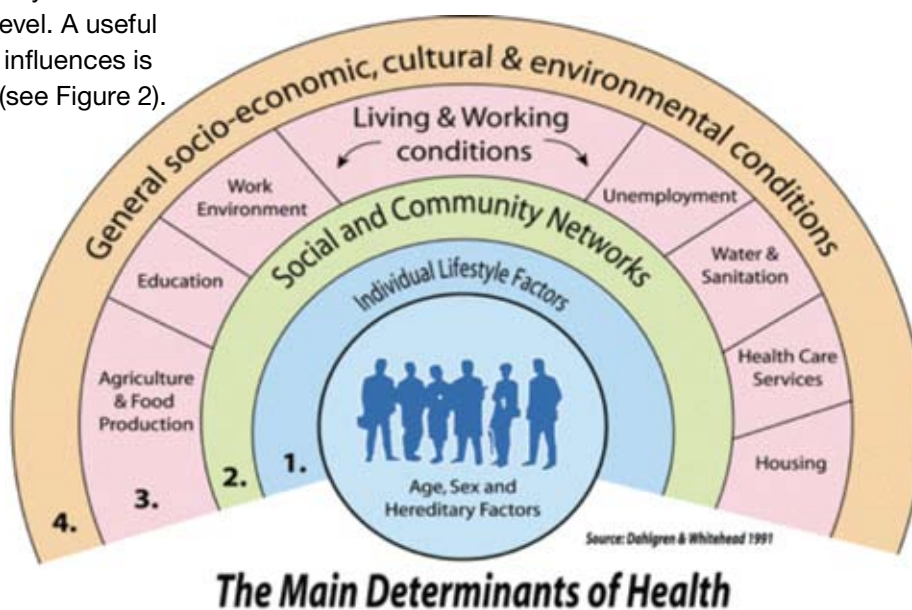 level. A useful
influences is
(see Figure 2).
General socio-economic, cultural & environmental conditions
Living & Working
conditions
Work
Environment
Unemployment
Education
Water &
Sanitation
Agriculture
& Food
Production
Health Care
Services
Housing
Social and Community Networks
Individual Lifestyle Factors
Age, Sex and
Hereditary Factors
1.
2.
3.
4.
Source: Dahlgren & Whitehead 1991
The Main Determinants of Health